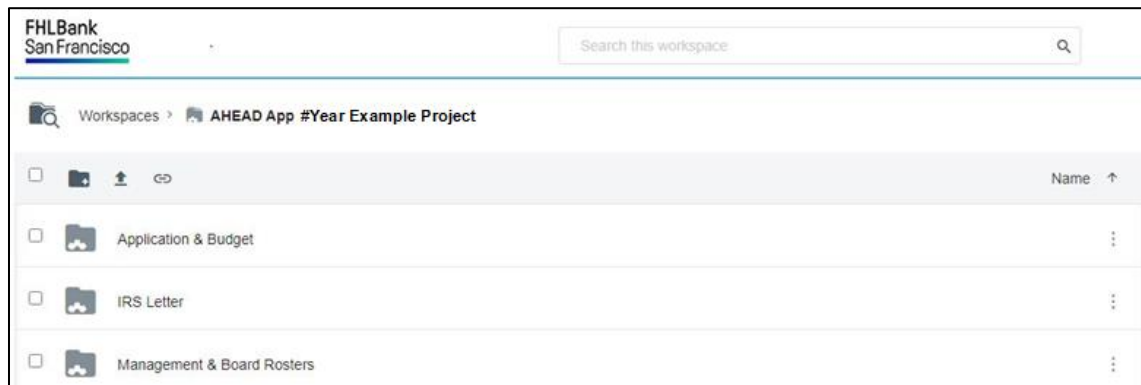 FHLBank
San Francisco
Search this workspace
Workspaces > AHEAD App #Year Example Project
Name ↑
Application & Budget
IRS Letter
Management & Board Rosters